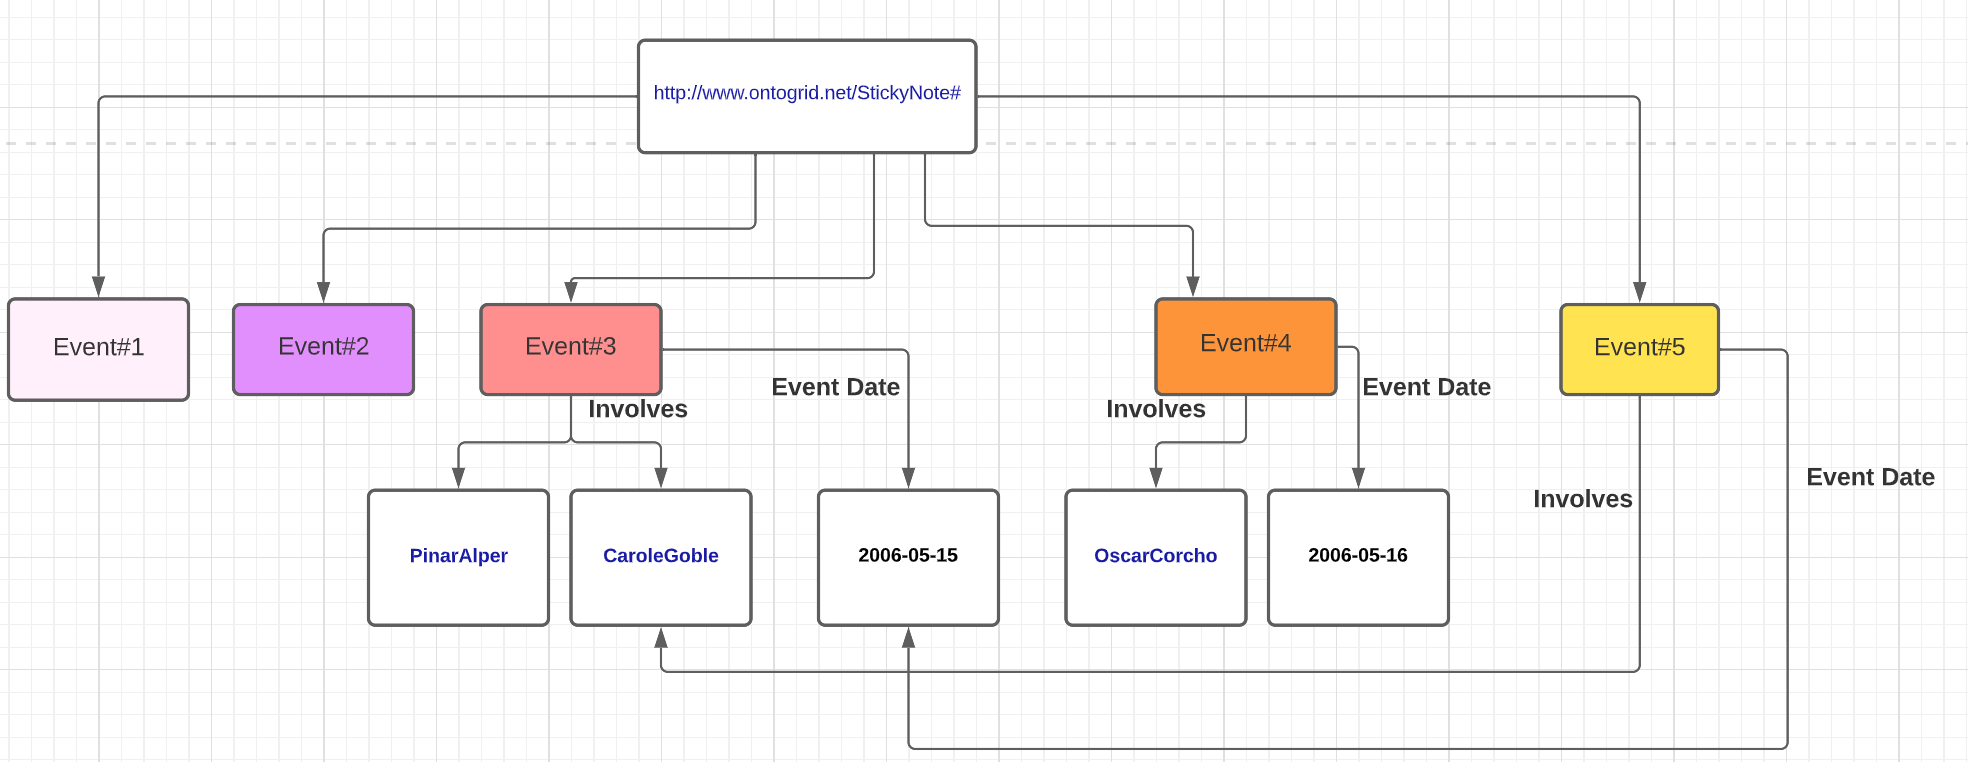 http://www.ontogrid.net/StickyNote#
Event#1
Event#2
Event#3
Event#4
Event#5
Involves
Event Date
Involves
Event Date
Involves
Event Date
PinarAlper
CaroleGoble
2006-05-15
OscarCorcho
2006-05-16